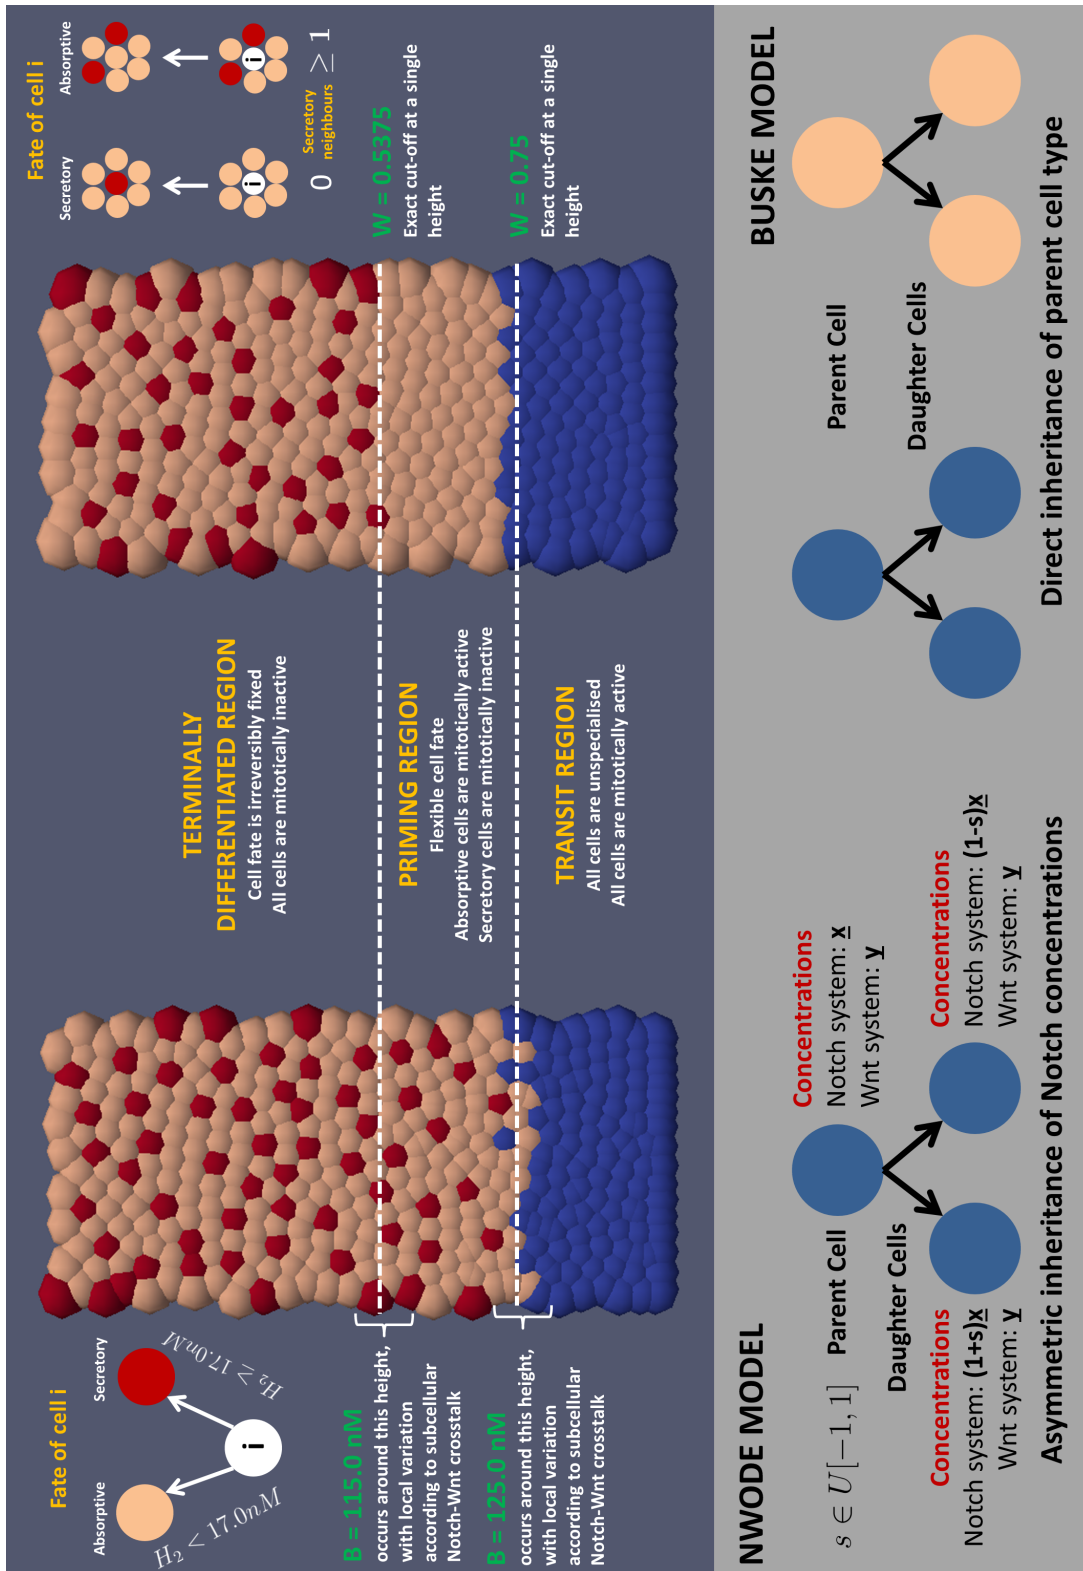 Fate of cell i
Absorptive
Secretory
H₂ < 17.0nM
H₂ ≥ 17.0nM
i
B = 115.0 nM
occurs around this height,
with local variation
according to subcellular
Notch-Wnt crosstalk
B = 125.0 nM
occurs around this height,
with local variation
according to subcellular
Notch-Wnt crosstalk
TERMINALLY
DIFFERENTIATED REGION
Cell fate is irreversibly fixed
All cells are mitotically inactive
PRIMING REGION
Flexible cell fate
Absorptive cells are mitotically active
Secretory cells are mitotically inactive
TRANSIT REGION
All cells are unspecialised
All cells are mitotically active
Fate of cell i
Secretory
Absorptive
i
i
0
Secretory
neighbours
≥ 1
W = 0.5375
Exact cut-off at a single
height
W = 0.75
Exact cut-off at a single
height
NWODE MODEL
s ∈ U[−1, 1]
Parent Cell
Concentrations
Notch system: x
Wnt system: y
Daughter Cells
Concentrations
Notch system: (1+s)x
Wnt system: y
Concentrations
Notch system: (1-s)x
Wnt system: y
Asymmetric inheritance of Notch concentrations
BUSKE MODEL
Parent Cell
Daughter Cells
Direct inheritance of parent cell type